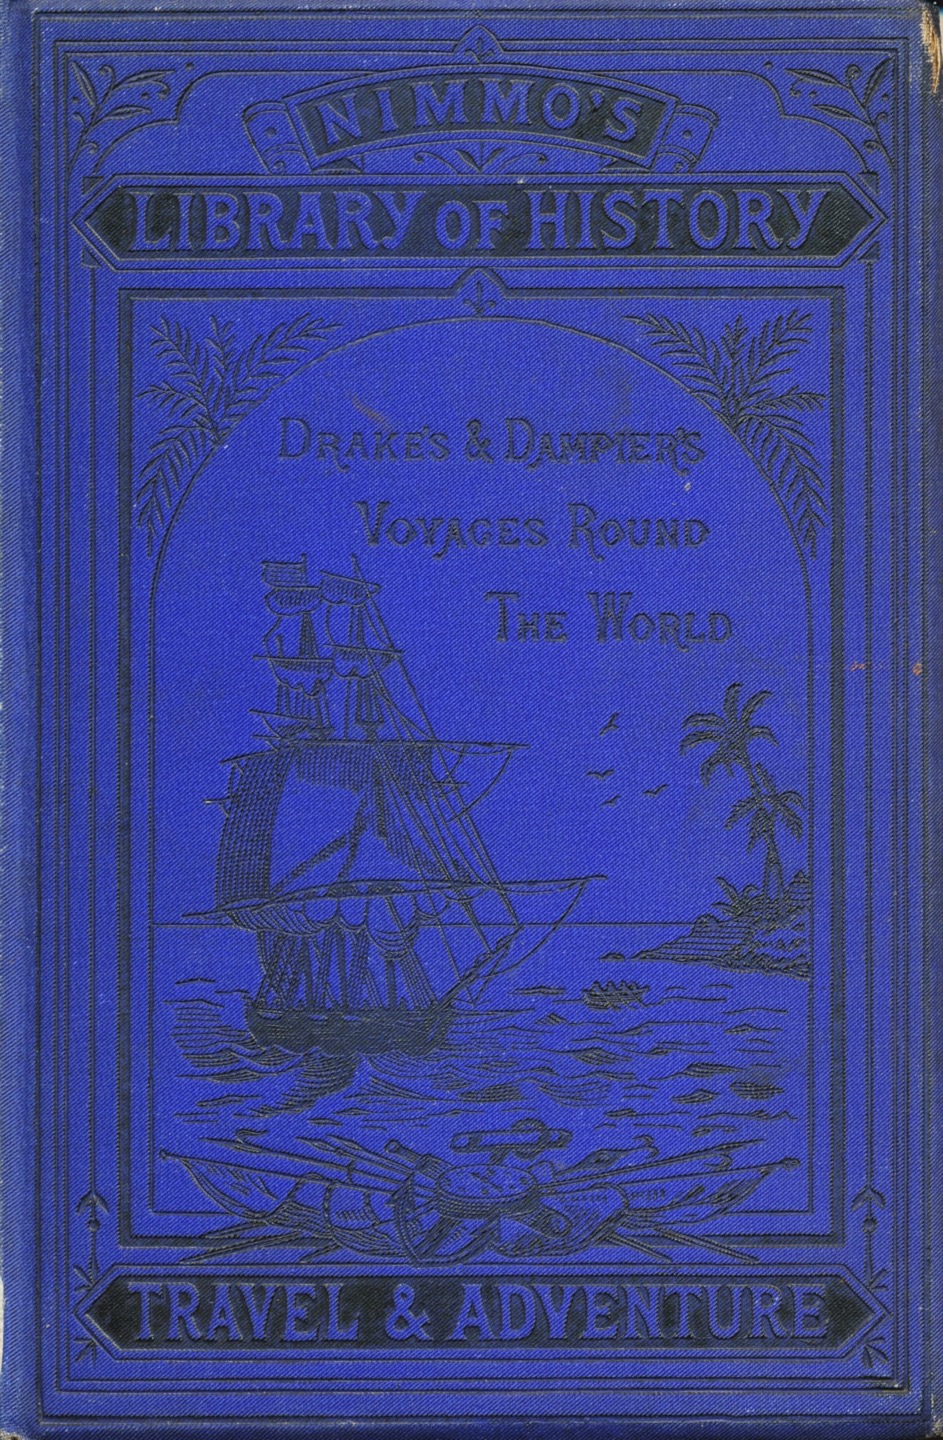 NIMMO'S
LIBRARY OF HISTORY
DRAKE'S & DAMPIER'S
VOYAGES ROUND
THE WORLD
TRAVEL & ADVENTURE